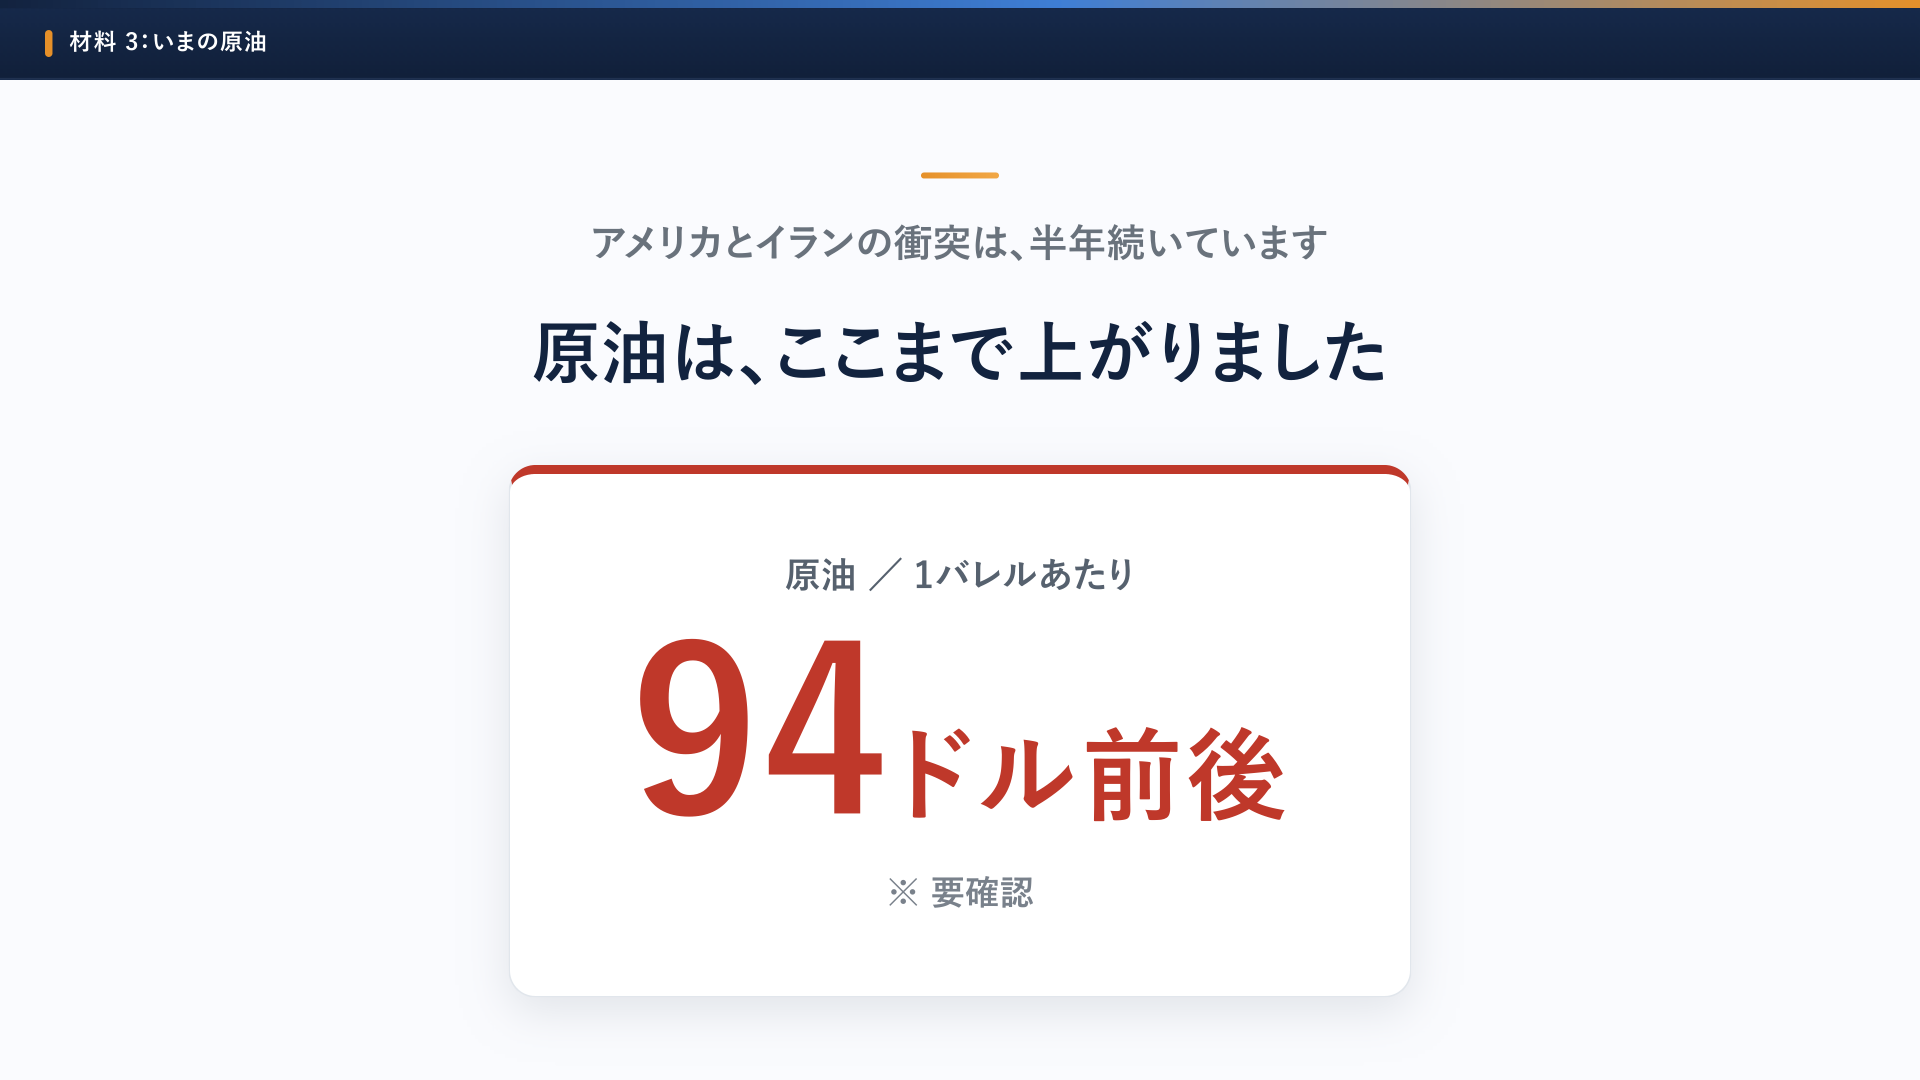 材料 3：いまの原油
アメリカとイランの衝突は、半年続いています
原油は、ここまで上がりました
原油 ／ 1バレルあたり
94ドル前後
※ 要確認